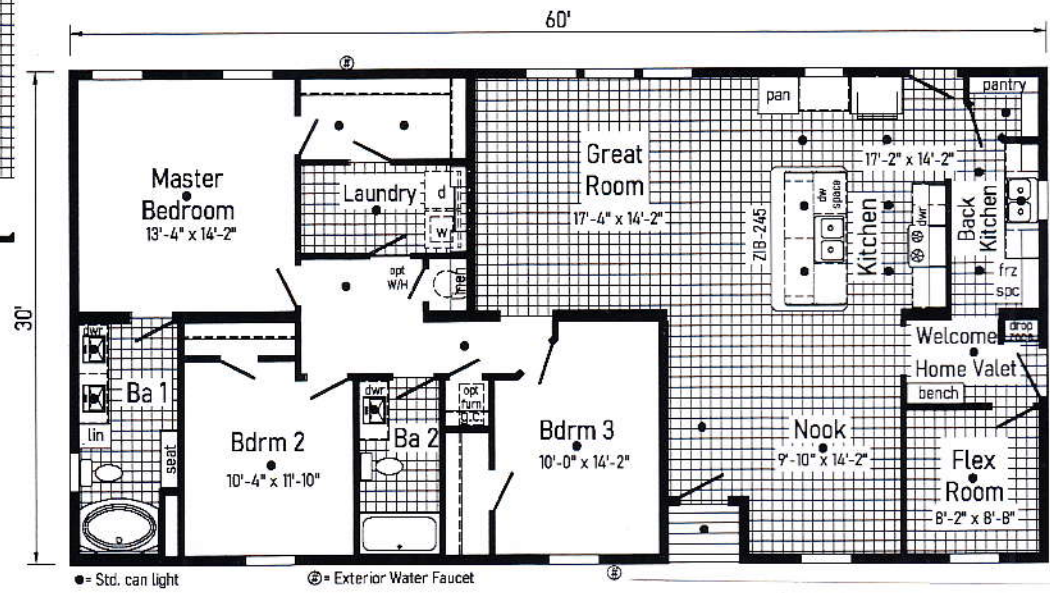 60'
30'
Master
Bedroom
13'-4" x 14'-2"
Laundry
d
w
opt
W/H
linen
Great
Room
17'-4" x 14'-2"
pan
pantry
17'-2" x 14'-2"
ZIB-245
dw
space
Kitchen
dwr
Back
Kitchen
frz
spc
drop
zone
Welcome
Home Valet
bench
dwr
Ba 1
lin
seat
Bdrm 2
10'-4" x 11'-10"
dwr
Ba 2
opt
furn
Bdrm 3
10'-0" x 14'-2"
Nook
9'-10" x 14'-2"
Flex
Room
8'-2" x 8'-8"
●= Std. can light
⊕= Exterior Water Faucet